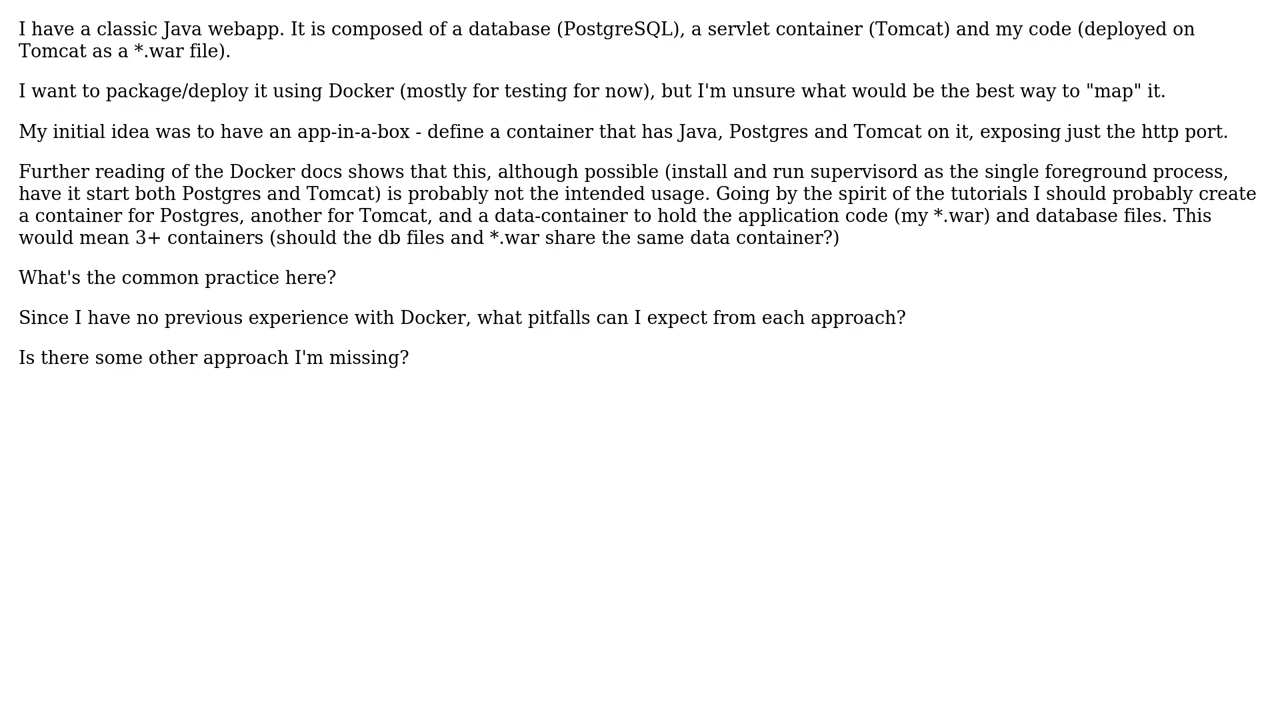 I have a classic Java webapp. It is composed of a database (PostgreSQL), a servlet container (Tomcat) and my code (deployed on
Tomcat as a *.war file).
I want to package/deploy it using Docker (mostly for testing for now), but I'm unsure what would be the best way to "map" it.
My initial idea was to have an app-in-a-box - define a container that has Java, Postgres and Tomcat on it, exposing just the http port.
Further reading of the Docker docs shows that this, although possible (install and run supervisord as the single foreground process,
have it start both Postgres and Tomcat) is probably not the intended usage. Going by the spirit of the tutorials I should probably create
a container for Postgres, another for Tomcat, and a data-container to hold the application code (my *.war) and database files. This
would mean 3+ containers (should the db files and *.war share the same data container?)
What's the common practice here?
Since I have no previous experience with Docker, what pitfalls can I expect from each approach?
Is there some other approach I'm missing?